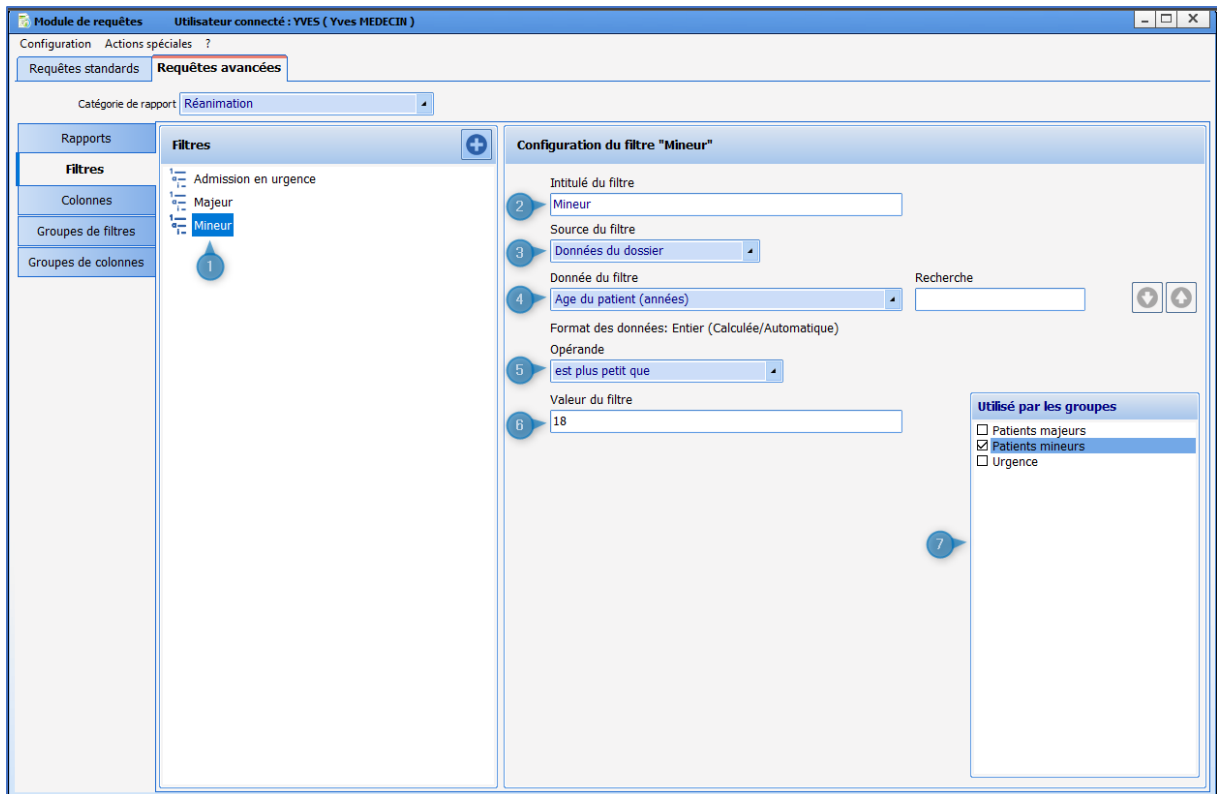 Module de requêtes Utilisateur connecté : YVES ( Yves MEDECIN )
Configuration Actions spéciales ?
Requêtes standards Requêtes avancées
Catégorie de rapport Réanimation
Rapports
Filtres
Colonnes
Groupes de filtres
Groupes de colonnes
Filtres
Admission en urgence
Majeur
Mineur
1
Configuration du filtre "Mineur"
Intitulé du filtre
2 Mineur
Source du filtre
3 Données du dossier
Donnée du filtre Recherche
4 Age du patient (années)
Format des données: Entier (Calculée/Automatique)
Opérande
5 est plus petit que
Valeur du filtre
6 18
Utilisé par les groupes
Patients majeurs
Patients mineurs
Urgence
7